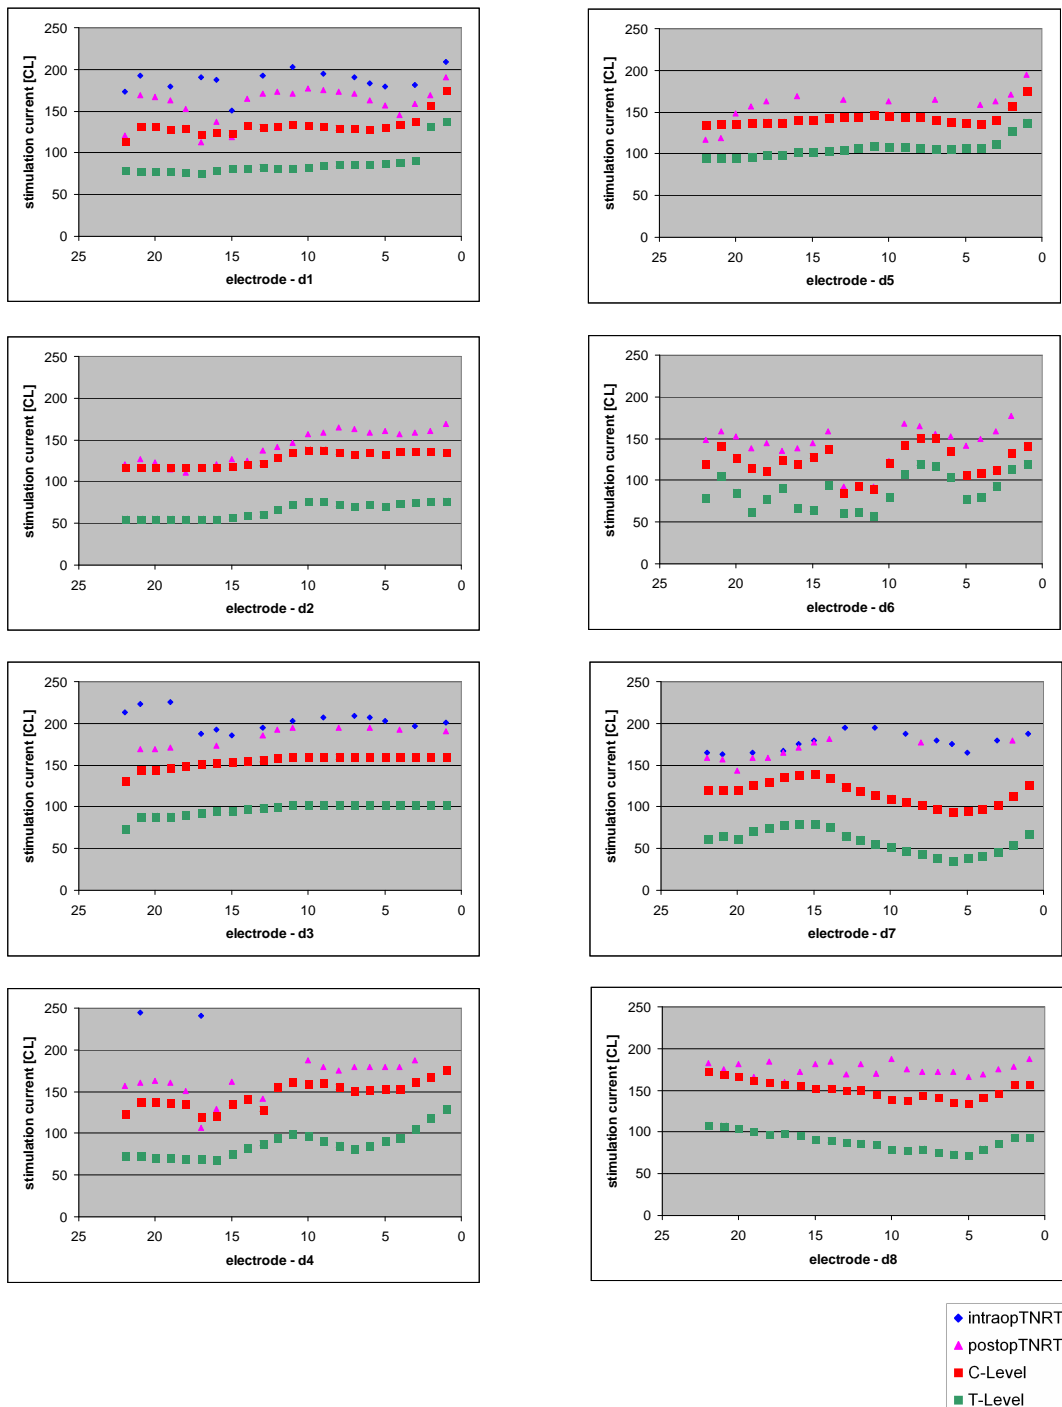 250
200
150
100
50
0
25 20 15 10 5 0
stimulation current [CL]
electrode - d1
250
200
150
100
50
0
25 20 15 10 5 0
stimulation current [CL]
electrode - d5
250
200
150
100
50
0
25 20 15 10 5 0
stimulation current [CL]
electrode - d2
250
200
150
100
50
0
25 20 15 10 5 0
stimulation current [CL]
electrode - d6
250
200
150
100
50
0
25 20 15 10 5 0
stimulation current [CL]
electrode - d3
250
200
150
100
50
0
25 20 15 10 5 0
stimulation current [CL]
electrode - d7
250
200
150
100
50
0
25 20 15 10 5 0
stimulation current [CL]
electrode - d4
250
200
150
100
50
0
25 20 15 10 5 0
stimulation current [CL]
electrode - d8
intraopTNRT
postopTNRT
C-Level
T-Level